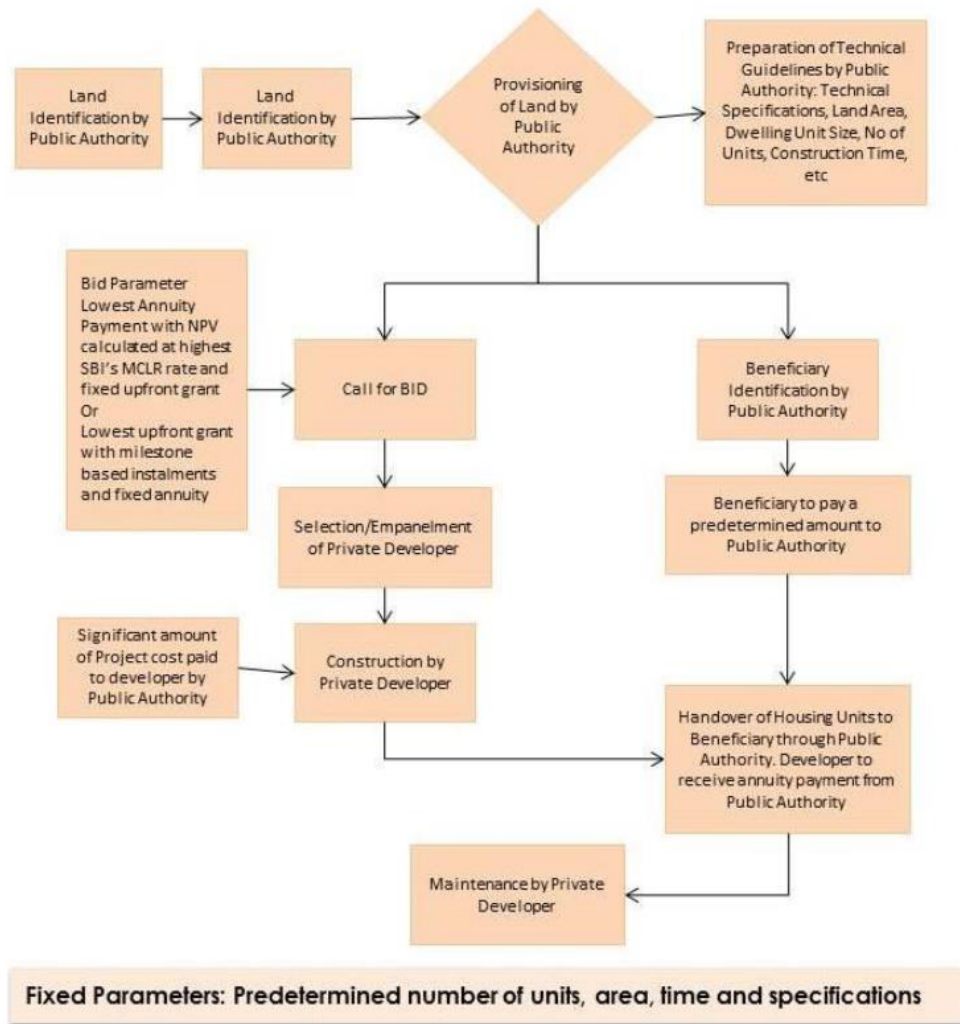 Land
Identification by
Public Authority
Land
Identification by
Public Authority
Provisioning
of Land by
Public
Authority
Preparation of Technical
Guidelines by Public
Authority: Technical
Specifications, Land Area,
Dwelling Unit Size, No of
Units, Construction Time,
etc
Bid Parameter
Lowest Annuity
Payment with NPV
calculated at highest
SBI's MCLR rate and
fixed upfront grant
Or
Lowest upfront grant
with milestone
based instalments
and fixed annuity
Call for BID
Beneficiary
Identification by
Public Authority
Selection/Empanelment
of Private Developer
Beneficiary to pay a
predetermined amount to
Public Authority
Significant amount
of Project cost paid
to developer by
Public Authority
Construction by
Private Developer
Handover of Housing Units to
Beneficiary through Public
Authority. Developer to
receive annuity payment from
Public Authority
Maintenance by Private
Developer
Fixed Parameters: Predetermined number of units, area, time and specifications